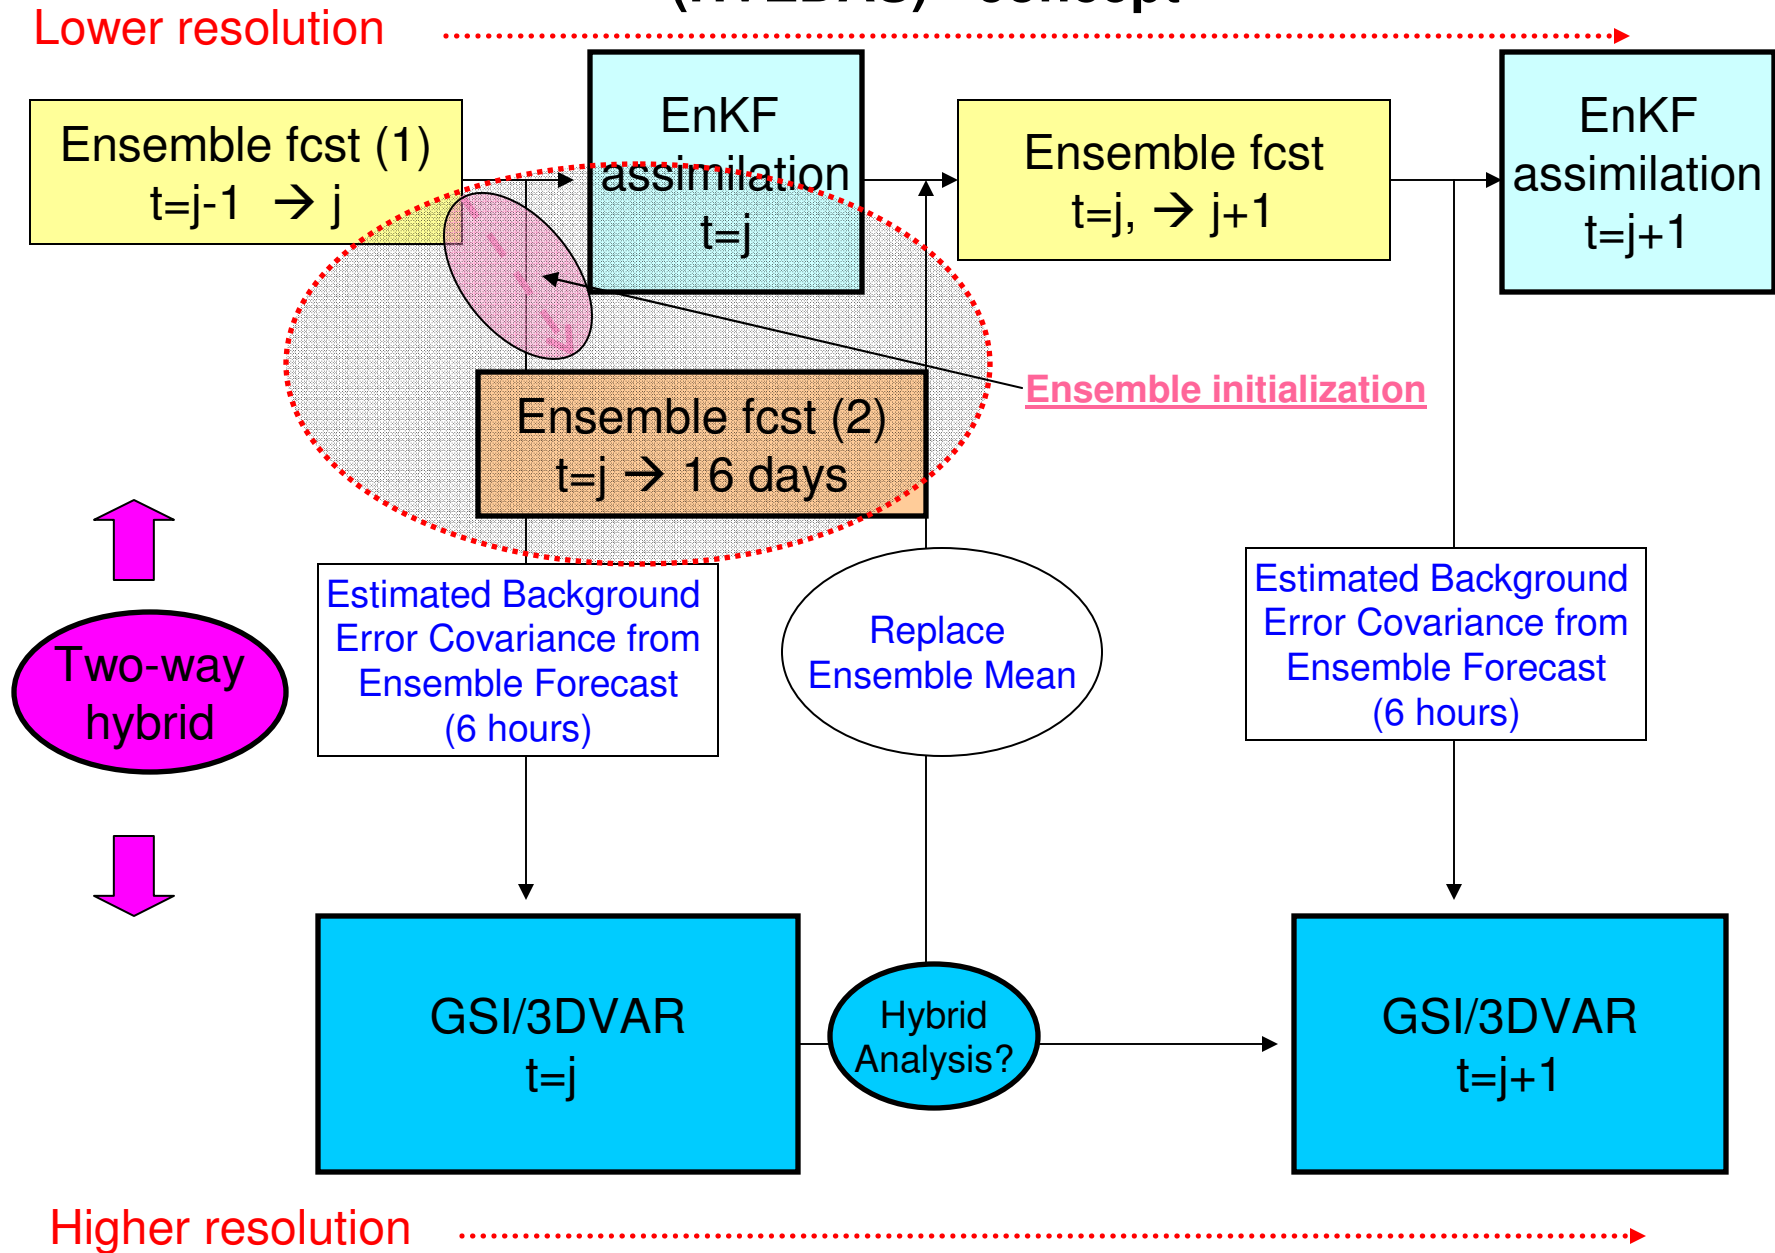 Lower resolution
Ensemble fcst (1)
t=j-1 → j
EnKF
assimilation
t=j
Ensemble fcst
t=j, → j+1
EnKF
assimilation
t=j+1
Ensemble initialization
Ensemble fcst (2)
t=j → 16 days
Two-way
hybrid
Estimated Background
Error Covariance from
Ensemble Forecast
(6 hours)
Replace
Ensemble Mean
Estimated Background
Error Covariance from
Ensemble Forecast
(6 hours)
GSI/3DVAR
t=j
Hybrid
Analysis?
GSI/3DVAR
t=j+1
Higher resolution